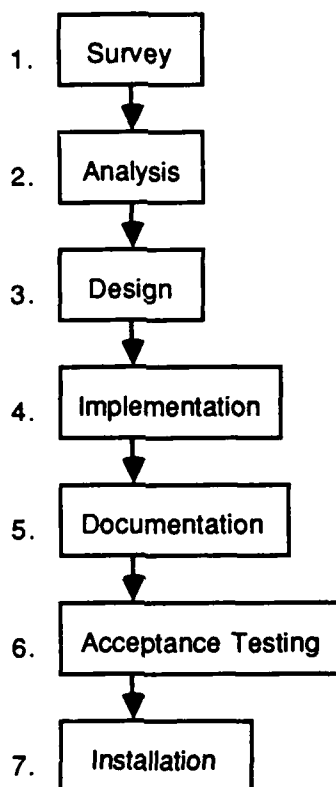 1. Survey
2. Analysis
3. Design
4. Implementation
5. Documentation
6. Acceptance Testing
7. Installation